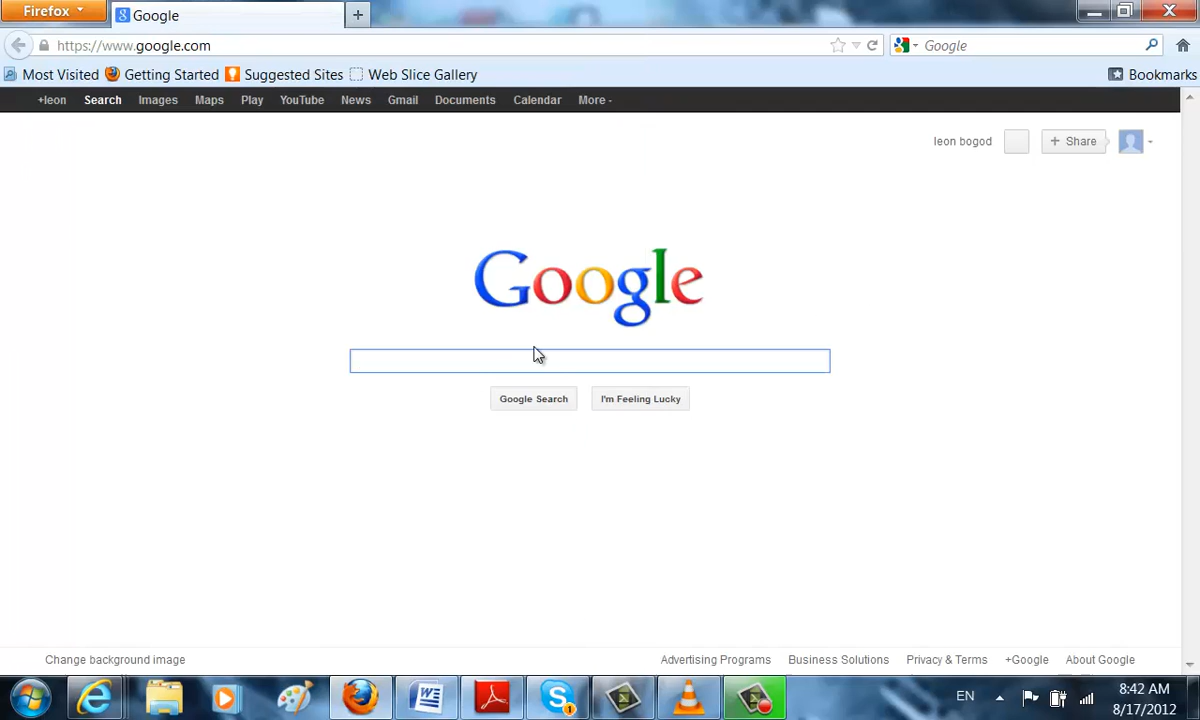 Firefox
Google
https://www.google.com
Google
Most Visited Getting Started Suggested Sites Web Slice Gallery Bookmarks
+leon Search Images Maps Play YouTube News Gmail Documents Calendar More
leon bogod + Share
Google
Google Search I'm Feeling Lucky
Change background image Advertising Programs Business Solutions Privacy & Terms +Google About Google
EN 8:42 AM
8/17/2012